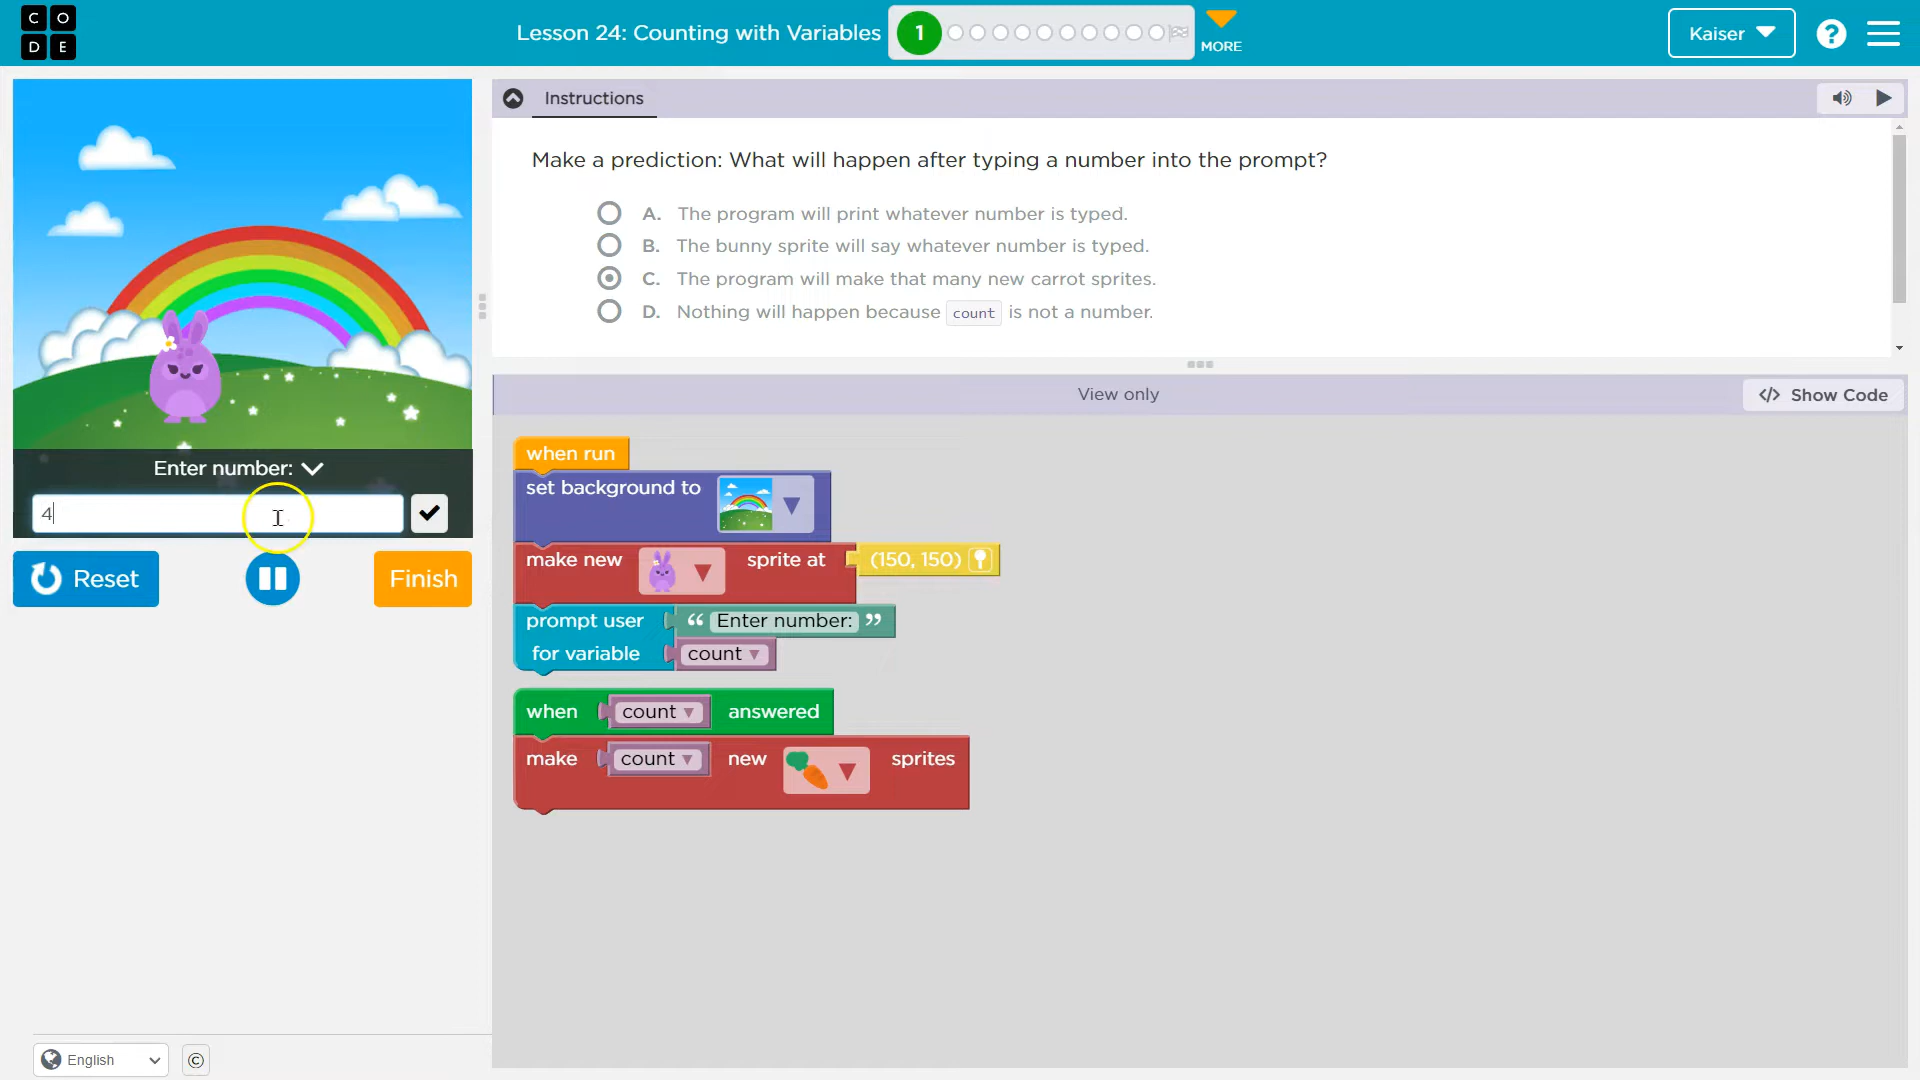 C O
D E
Lesson 24: Counting with Variables
1
MORE
Kaiser
?
Instructions
Make a prediction: What will happen after typing a number into the prompt?
A. The program will print whatever number is typed.
B. The bunny sprite will say whatever number is typed.
C. The program will make that many new carrot sprites.
D. Nothing will happen because count is not a number.
View only
</> Show Code
Enter number:
4
Reset
Finish
when run
set background to
make new sprite at (150, 150)
prompt user “ Enter number: ”
for variable count
when count answered
make count new sprites
English
©